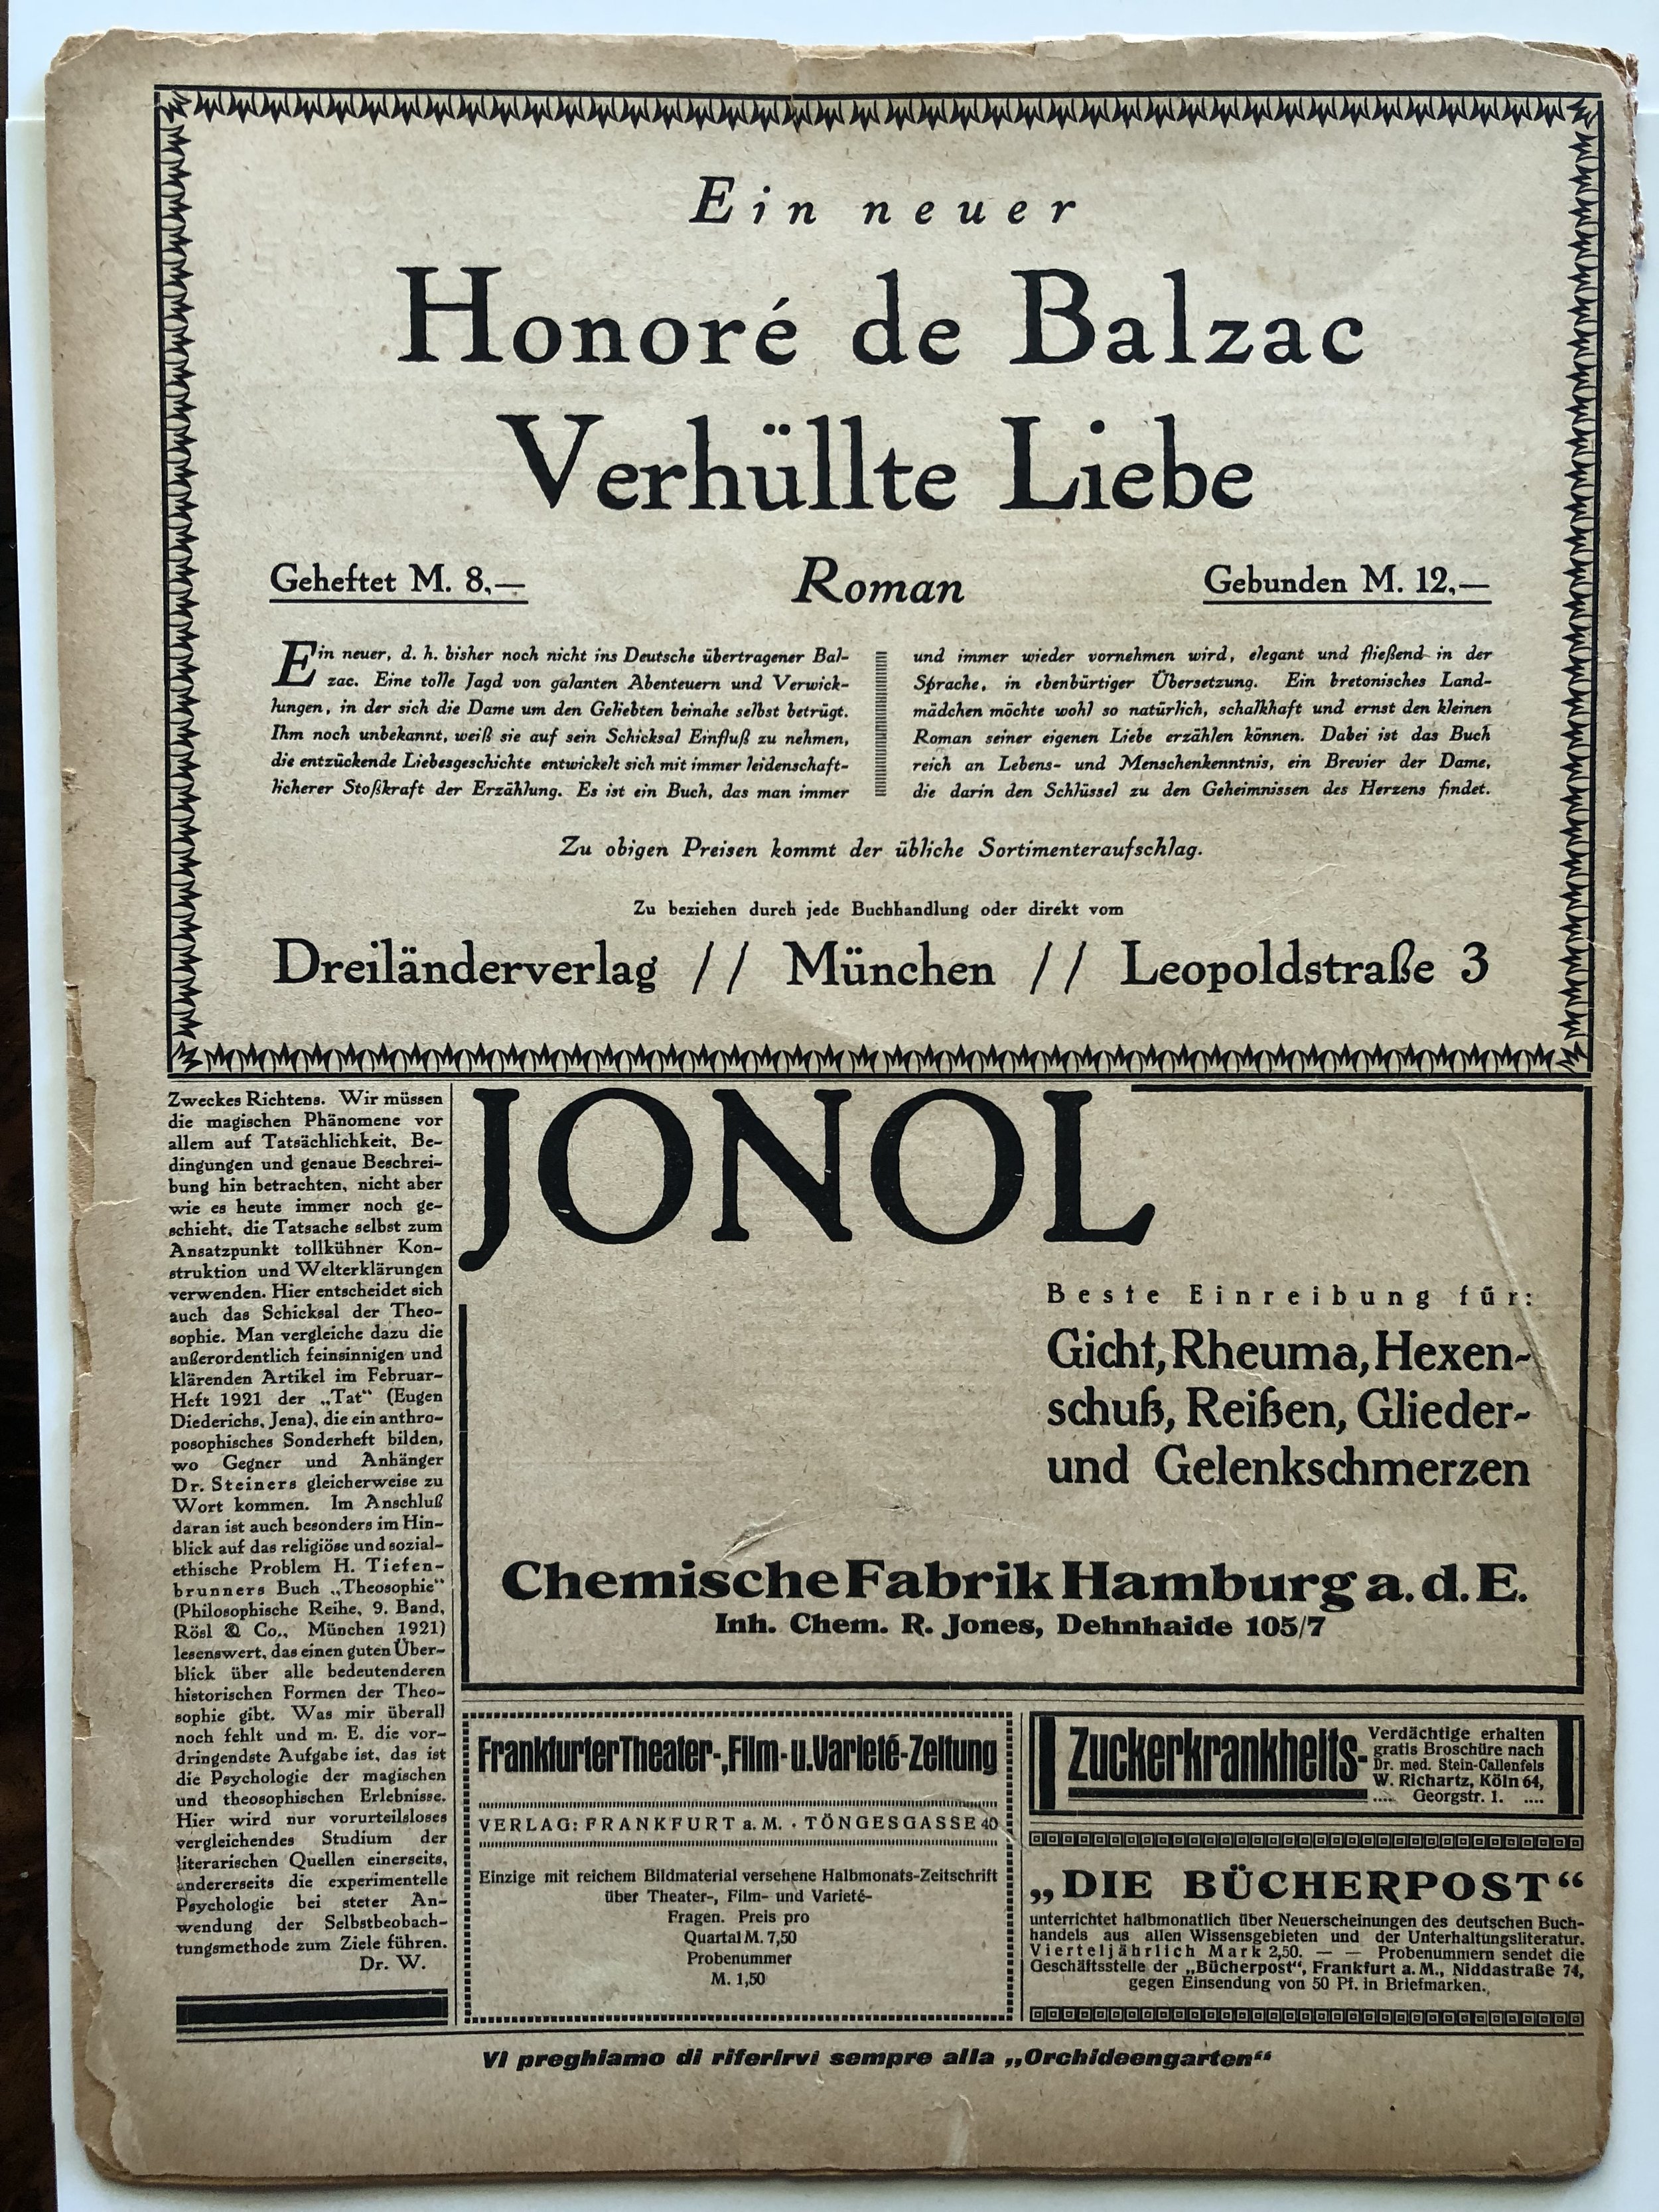 Ein neuer
Honoré de Balzac
Verhüllte Liebe
Geheftet M. 8,—
Roman
Gebunden M. 12,—
Ein neuer, d. h. bisher noch nicht ins Deutsche übertragener Bal-
zac. Eine tolle Jagd von galanten Abenteuern und Verwick-
lungen, in der sich die Dame um den Geliebten beinahe selbst betrügt.
Ihm noch unbekannt, weiß sie auf sein Schicksal Einfluß zu nehmen,
die entzückende Liebesgeschichte entwickelt sich mit immer leidenschaft-
licherer Stoßkraft der Erzählung. Es ist ein Buch, das man immer
und immer wieder vornehmen wird, elegant und fließend in der
Sprache, in ebenbürtiger Übersetzung. Ein bretonisches Land-
mädchen möchte wohl so natürlich, schalkhaft und ernst den kleinen
Roman seiner eigenen Liebe erzählen können. Dabei ist das Buch
reich an Lebens- und Menschenkenntnis, ein Brevier der Dame,
die darin den Schlüssel zu den Geheimnissen des Herzens findet.
Zu obigen Preisen kommt der übliche Sortimenteraufschlag.
Zu beziehen durch jede Buchhandlung oder direkt vom
Dreiländerverlag // München // Leopoldstraße 3
Zweckes Richtens. Wir müssen
die magischen Phänomene vor
allem auf Tatsächlichkeit, Be-
dingungen und genaue Beschrei-
bung hin betrachten, nicht aber
wie es heute immer noch ge-
schieht, die Tatsache selbst zum
Ansatzpunkt tollkühner Kon-
struktion und Welterklärungen
verwenden. Hier entscheidet sich
auch das Schicksal der Theo-
sophie. Man vergleiche dazu die
außerordentlich feinsinnigen und
klärenden Artikel im Februar-
Heft 1921 der „Tat“ (Eugen
Diederichs, Jena), die ein anthro-
posophisches Sonderheft bilden,
wo Gegner und Anhänger
Dr. Steiners gleicherweise zu
Wort kommen. Im Anschluß
daran ist auch besonders im Hin-
blick auf das religiöse und sozial-
ethische Problem H. Tiefen-
brunners Buch „Theosophie“
(Philosophische Reihe, 9. Band,
Rösl & Co., München 1921)
lesenswert, das einen guten Über-
blick über alle bedeutenderen
historischen Formen der Theo-
sophie gibt. Was mir überall
noch fehlt und m. E. die vor-
dringendste Aufgabe ist, das ist
die Psychologie der magischen
und theosophischen Erlebnisse.
Hier wird nur vorurteilsloses
vergleichendes Studium der
literarischen Quellen einerseits,
andererseits die experimentelle
Psychologie bei steter An-
wendung der Selbstbeobach-
tungsmethode zum Ziele führen.
Dr. W.
JONOL
Beste Einreibung für:
Gicht, Rheuma, Hexen-
schuß, Reißen, Glieder-
und Gelenkschmerzen
Chemische Fabrik Hamburg a. d. E.
Inh. Chem. R. Jones, Dehnhaide 105/7
Frankfurter Theater-, Film- u. Varieté-Zeitung
VERLAG: FRANKFURT a. M. · TÖNGESGASSE 40
Einzige mit reichem Bildmaterial versehene Halbmonats-Zeitschrift
über Theater-, Film- und Varieté-
Fragen. Preis pro
Quartal M. 7,50
Probenummer
M. 1,50
Zuckerkrankheits-
Verdächtige erhalten
gratis Broschüre nach
Dr. med. Stein-Callenfels
W. Richartz, Köln 64,
.... Georgstr. 1. ....
„DIE BÜCHERPOST“
unterrichtet halbmonatlich über Neuerscheinungen des deutschen Buch-
handels aus allen Wissensgebieten und der Unterhaltungsliteratur.
Vierteljährlich Mark 2,50. — — Probenummern sendet die
Geschäftsstelle der „Bücherpost“, Frankfurt a. M., Niddastraße 74,
gegen Einsendung von 50 Pf. in Briefmarken.
Vi preghiamo di riferirvi sempre alla „Orchideengarten“